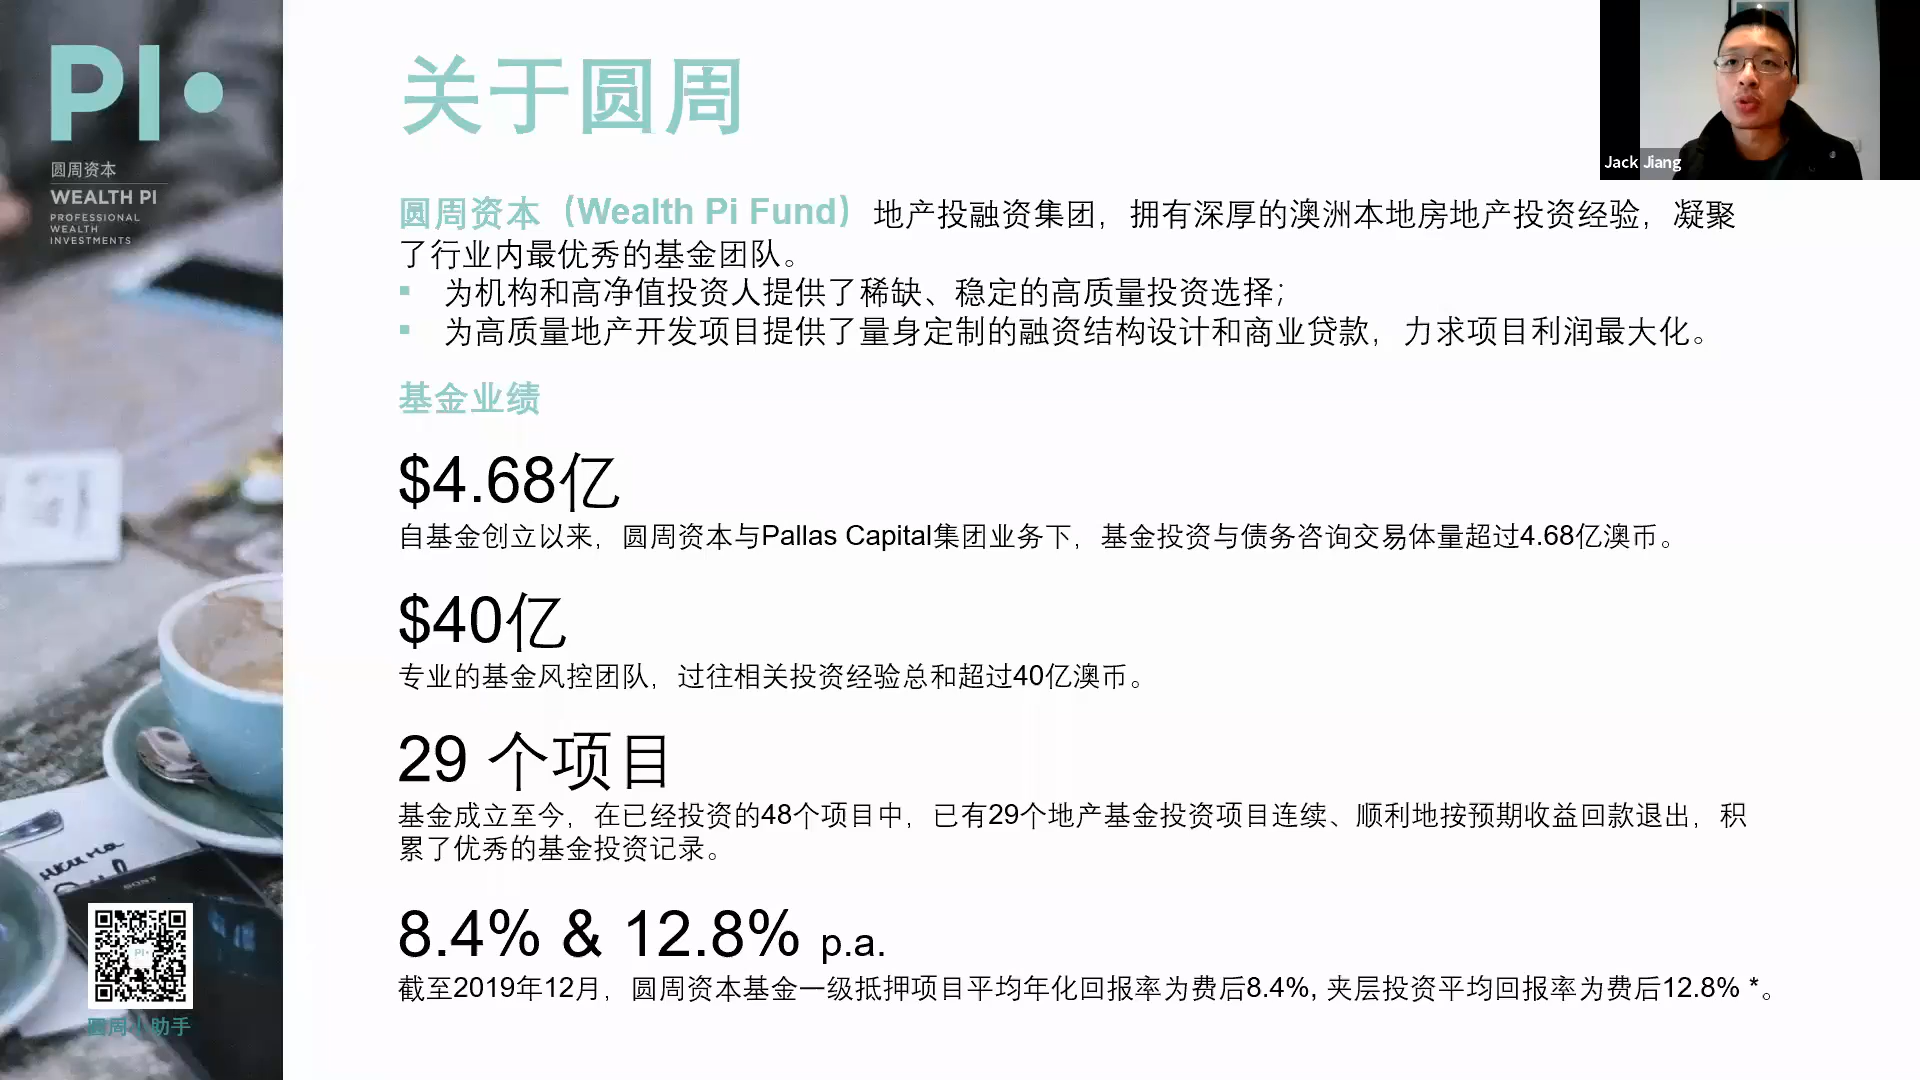 PI•
圆周资本
WEALTH PI
PROFESSIONAL
WEALTH
INVESTMENTS
关于圆周
Jack Jiang
圆周资本（Wealth Pi Fund）地产投融资集团，拥有深厚的澳洲本地房地产投资经验，凝聚
了行业内最优秀的基金团队。
▪ 为机构和高净值投资人提供了稀缺、稳定的高质量投资选择；
▪ 为高质量地产开发项目提供了量身定制的融资结构设计和商业贷款，力求项目利润最大化。
基金业绩
$4.68亿
自基金创立以来，圆周资本与Pallas Capital集团业务下，基金投资与债务咨询交易体量超过4.68亿澳币。
$40亿
专业的基金风控团队，过往相关投资经验总和超过40亿澳币。
29 个项目
基金成立至今，在已经投资的48个项目中，已有29个地产基金投资项目连续、顺利地按预期收益回款退出，积
累了优秀的基金投资记录。
8.4% & 12.8% p.a.
截至2019年12月，圆周资本基金一级抵押项目平均年化回报率为费后8.4%, 夹层投资平均回报率为费后12.8% *。
SONY
圆周小助手